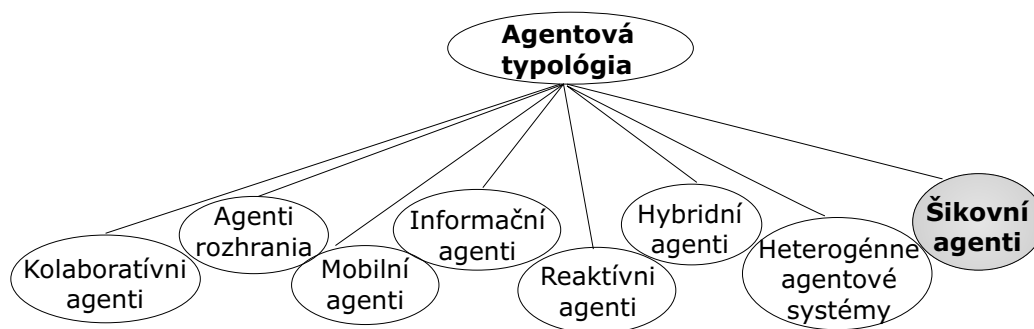 Agentová
typológia
Kolaboratívni
agenti
Agenti
rozhrania
Mobilní
agenti
Informační
agenti
Reaktívni
agenti
Hybridní
agenti
Heterogénne
agentové
systémy
Šikovní
agenti